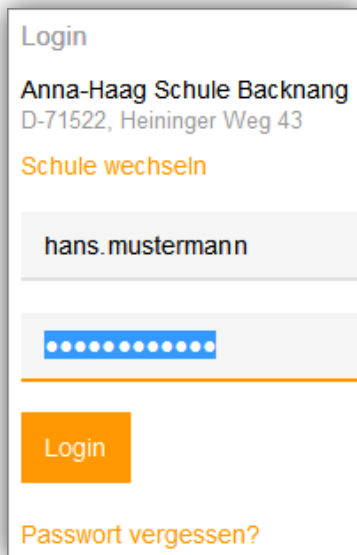 Login
Anna-Haag Schule Backnang
D-71522, Heininger Weg 43
Schule wechseln
hans.mustermann
●●●●●●●●●●●●
Login
Passwort vergessen?